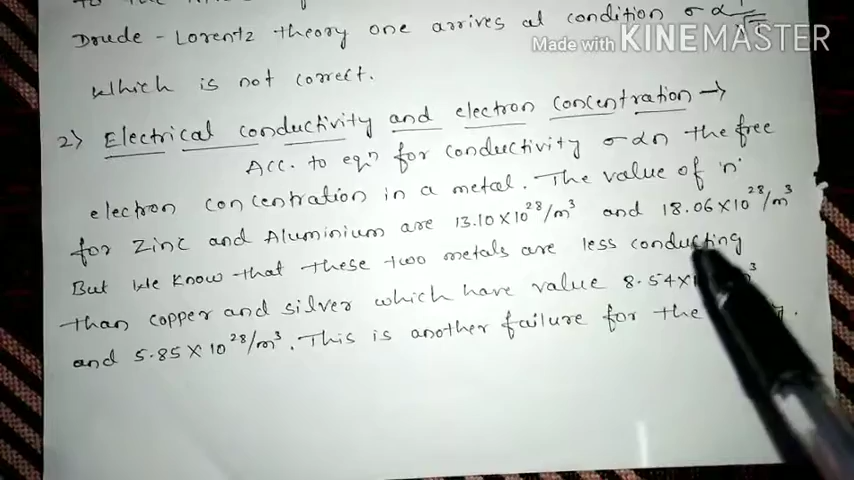 Drude - Lorentz theory one arrives at condition σ α 1/√T
Made with KINEMASTER
which is not correct.
2) Electrical conductivity and electron concentration →
Acc. to eqⁿ for conductivity σ α n the free
electron concentration in a metal. The value of 'n'
for Zinc and Aluminium are 13.10×10²⁸/m³ and 18.06×10²⁸/m³
But we know that these two metals are less conducting
than copper and silver which have value 8.54×1
and 5.85×10²⁸/m³. This is another failure for the